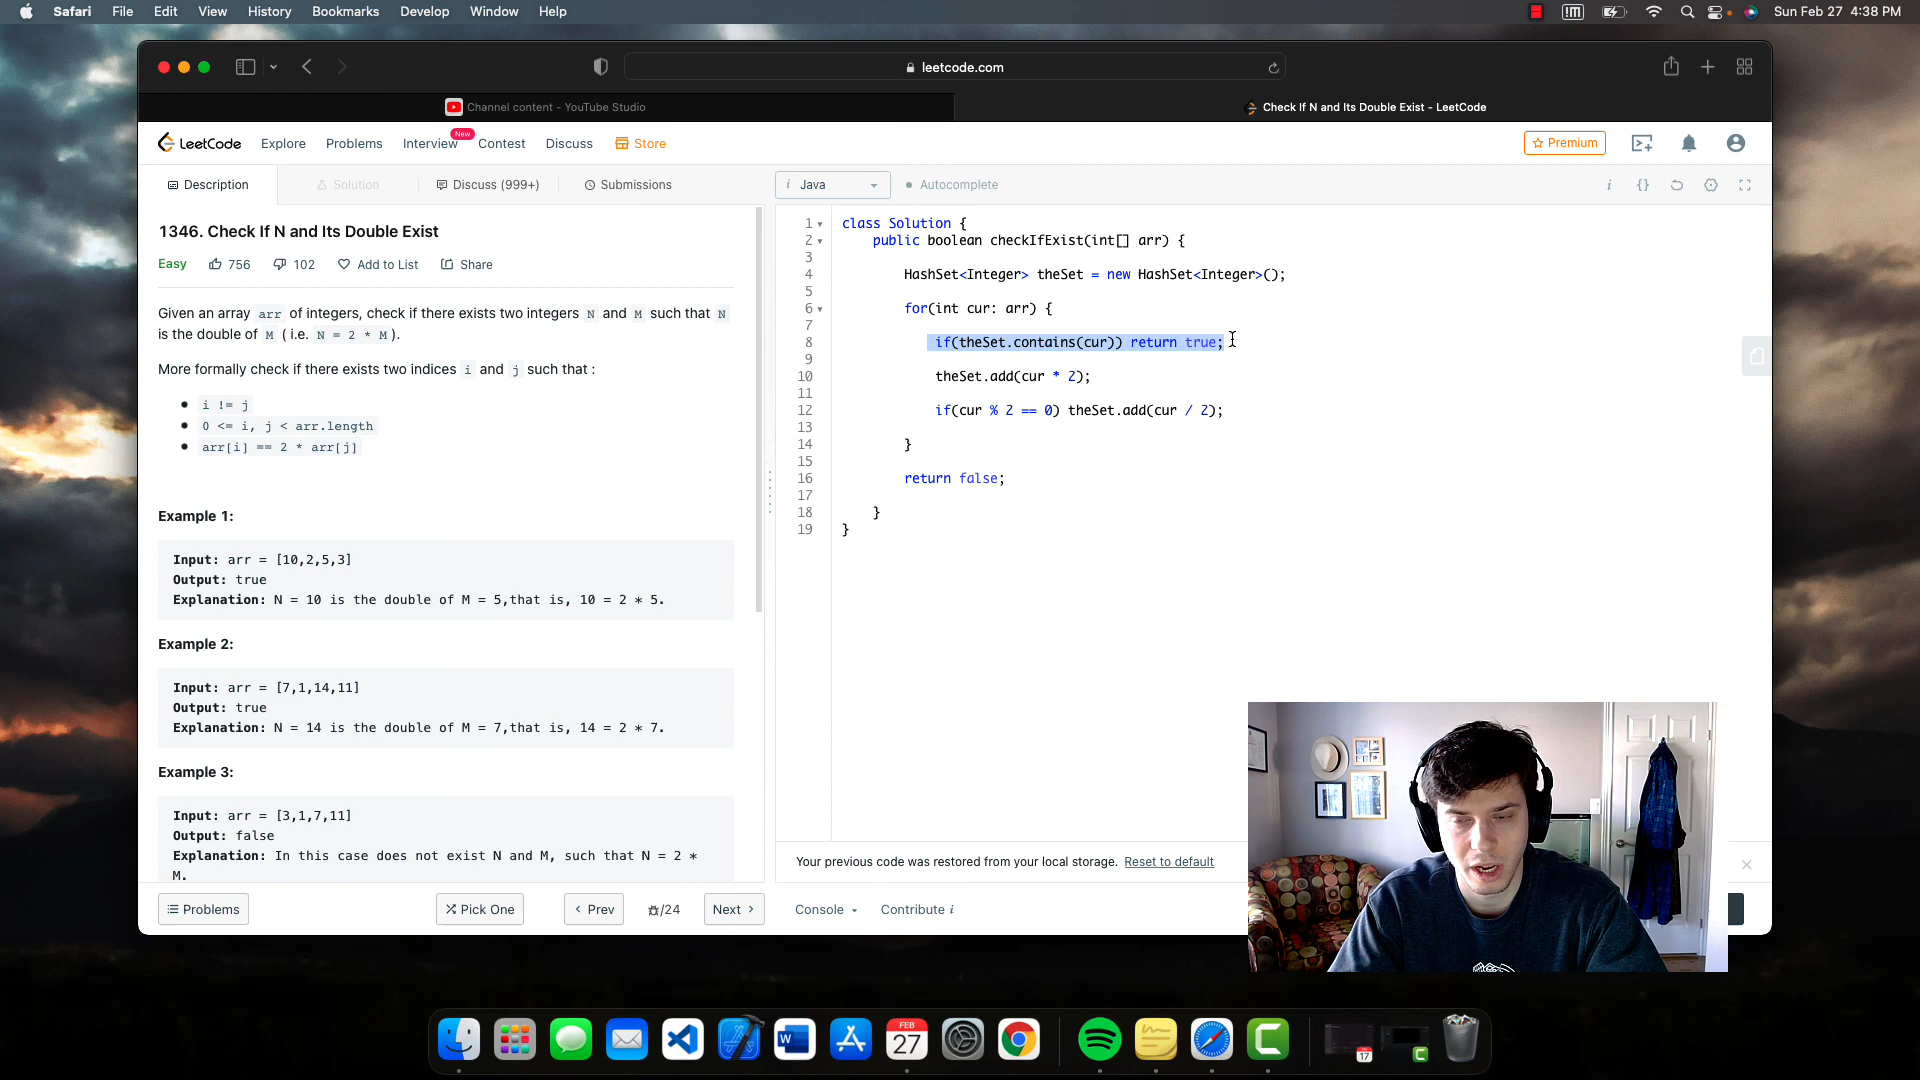 Safari File Edit View History Bookmarks Develop Window Help
Sun Feb 27 4:38 PM
leetcode.com
Channel content - YouTube Studio
Check If N and Its Double Exist - LeetCode
LeetCode Explore Problems Interview New Contest Discuss Store
Premium
Description
Solution
Discuss (999+)
Submissions
i Java
Autocomplete
1346. Check If N and Its Double Exist
Easy 756 102 Add to List Share
Given an array arr of integers, check if there exists two integers N and M such that N
is the double of M ( i.e. N = 2 * M ).
More formally check if there exists two indices i and j such that :
i != j
0 <= i, j < arr.length
arr[i] == 2 * arr[j]
Example 1:
Input: arr = [10,2,5,3]
Output: true
Explanation: N = 10 is the double of M = 5,that is, 10 = 2 * 5.
Example 2:
Input: arr = [7,1,14,11]
Output: true
Explanation: N = 14 is the double of M = 7,that is, 14 = 2 * 7.
Example 3:
Input: arr = [3,1,7,11]
Output: false
Explanation: In this case does not exist N and M, such that N = 2 *
M.
1 class Solution {
2 public boolean checkIfExist(int[] arr) {
3
4 HashSet<Integer> theSet = new HashSet<Integer>();
5
6 for(int cur: arr) {
7
8 if(theSet.contains(cur)) return true;
9
10 theSet.add(cur * 2);
11
12 if(cur % 2 == 0) theSet.add(cur / 2);
13
14 }
15
16 return false;
17
18 }
19 }
Your previous code was restored from your local storage. Reset to default
Problems
Pick One
Prev
/24
Next
Console
Contribute i
FEB
27
W
17